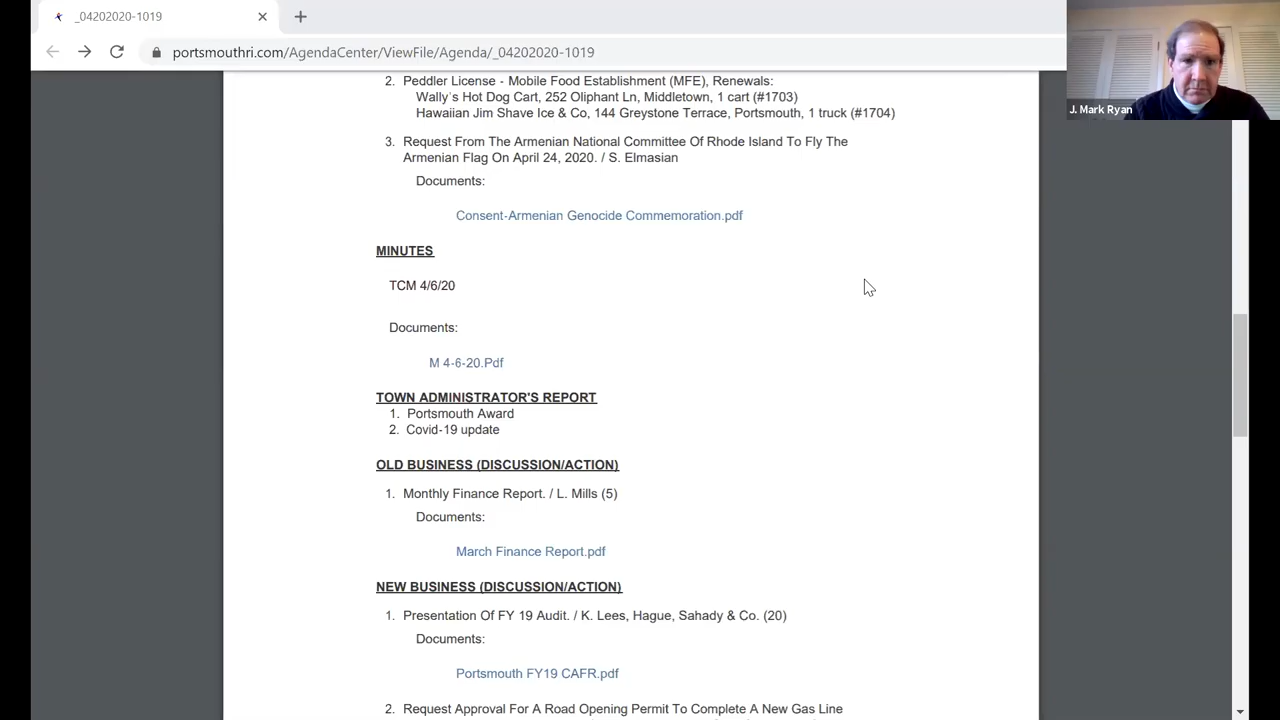 _04202020-1019
portsmouthri.com/AgendaCenter/ViewFile/Agenda/_04202020-1019
J. Mark Ryan
2. Peddler License - Mobile Food Establishment (MFE), Renewals:
Wally's Hot Dog Cart, 252 Oliphant Ln, Middletown, 1 cart (#1703)
Hawaiian Jim Shave Ice & Co, 144 Greystone Terrace, Portsmouth, 1 truck (#1704)
3. Request From The Armenian National Committee Of Rhode Island To Fly The
Armenian Flag On April 24, 2020. / S. Elmasian
Documents:
Consent-Armenian Genocide Commemoration.pdf
MINUTES
TCM 4/6/20
Documents:
M 4-6-20.Pdf
TOWN ADMINISTRATOR'S REPORT
1. Portsmouth Award
2. Covid-19 update
OLD BUSINESS (DISCUSSION/ACTION)
1. Monthly Finance Report. / L. Mills (5)
Documents:
March Finance Report.pdf
NEW BUSINESS (DISCUSSION/ACTION)
1. Presentation Of FY 19 Audit. / K. Lees, Hague, Sahady & Co. (20)
Documents:
Portsmouth FY19 CAFR.pdf
2. Request Approval For A Road Opening Permit To Complete A New Gas Line